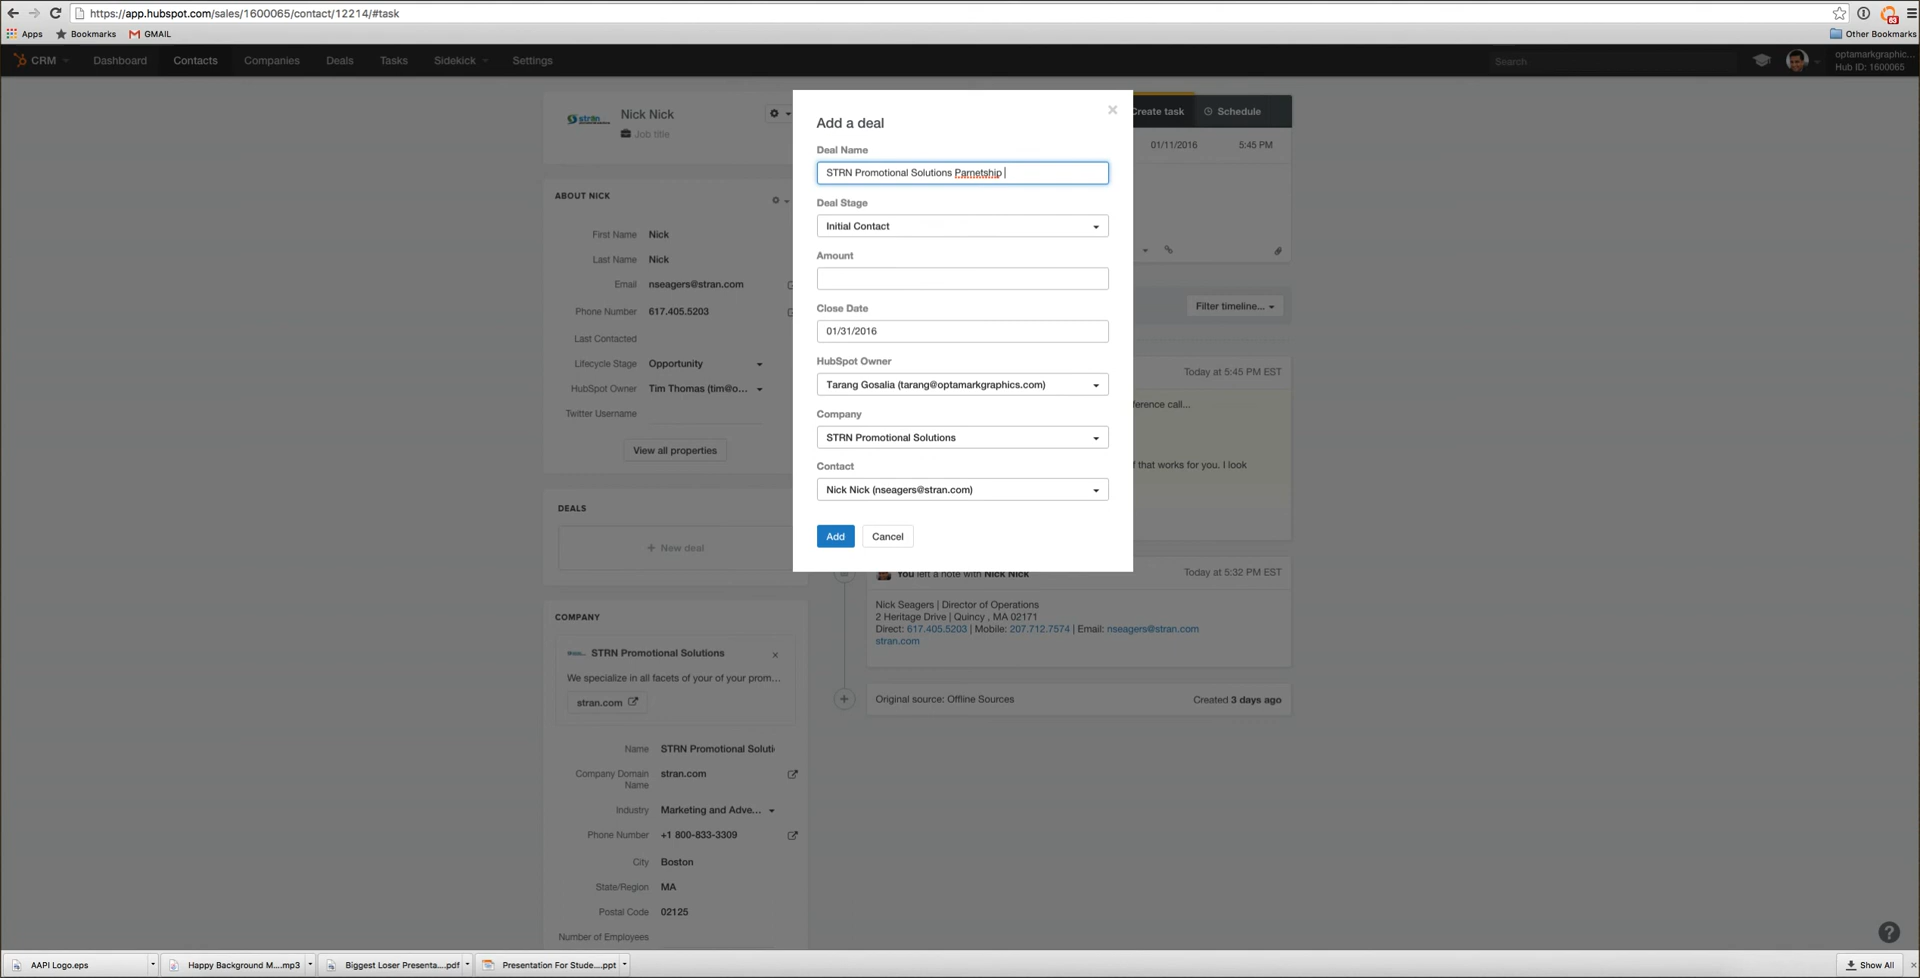 https://app.hubspot.com/sales/1600065/contact/12214/#task
Apps Bookmarks GMAIL Other Bookmarks
CRM Dashboard Contacts Companies Deals Tasks Sidekick Settings Search optamarkgraphic...
Hub ID: 1600065
stran
Nick Nick
Job title
ABOUT NICK
First Name Nick
Last Name Nick
Email nseagers@stran.com
Phone Number 617.405.5203
Last Contacted
Lifecycle Stage Opportunity
HubSpot Owner Tim Thomas (tim@o...
Twitter Username
View all properties
DEALS
+ New deal
COMPANY
STRN Promotional Solutions ×
We specialize in all facets of your of your prom...
stran.com
Name STRN Promotional Soluti
Company Domain Name stran.com
Industry Marketing and Adve...
Phone Number +1 800-833-3309
City Boston
State/Region MA
Postal Code 02125
Number of Employees
Add a deal ×
Deal Name
STRN Promotional Solutions Parnetship
Deal Stage
Initial Contact
Amount
Close Date
01/31/2016
HubSpot Owner
Tarang Gosalia (tarang@optamarkgraphics.com)
Company
STRN Promotional Solutions
Contact
Nick Nick (nseagers@stran.com)
Add Cancel
Create task Schedule
01/11/2016 5:45 PM
Filter timeline...
Today at 5:45 PM EST
ference call...
f that works for you. I look
You left a note with Nick Nick Today at 5:32 PM EST
Nick Seagers | Director of Operations
2 Heritage Drive | Quincy , MA 02171
Direct: 617.405.5203 | Mobile: 207.712.7574 | Email: nseagers@stran.com
stran.com
Original source: Offline Sources Created 3 days ago
?
AAPI Logo.eps Happy Background M....mp3 Biggest Loser Presenta....pdf Presentation For Stude....ppt Show All ×